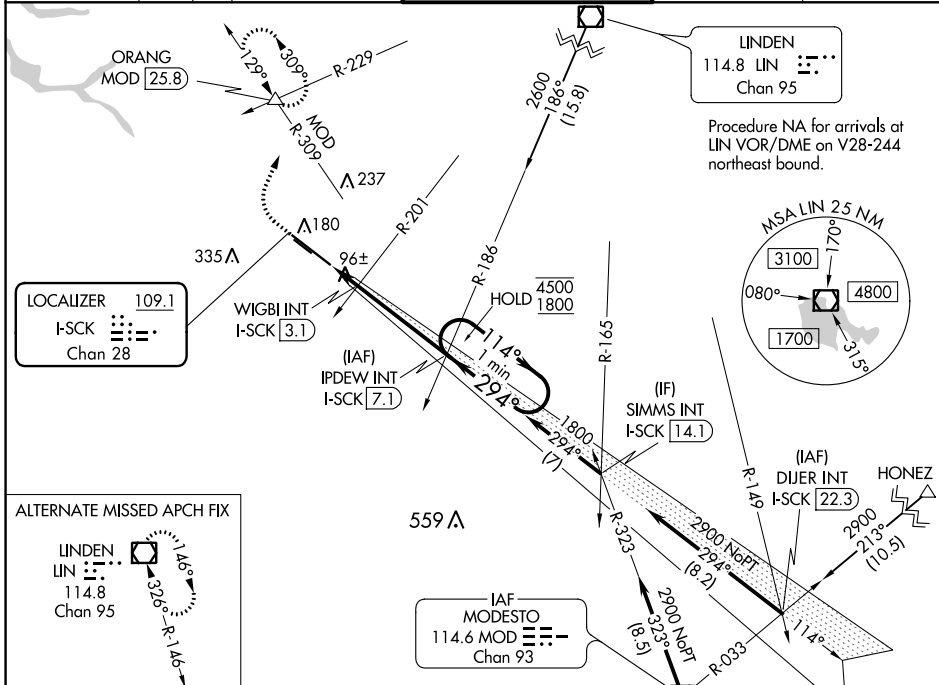 ORANG
MOD 25.8
129°
309°
R-229
MOD
R-309
2600
186°
(15.8)
LINDEN
114.8 LIN
Chan 95
Procedure NA for arrivals at
LIN VOR/DME on V28-244
northeast bound.
237
180
335
96±
R-201
R-186
MSA LIN 25 NM
3100
170°
080°
4800
1700
315°
LOCALIZER 109.1
I-SCK
Chan 28
WIGBI INT
I-SCK 3.1
HOLD 4500
1800
114°
1 min
294°
R-165
(IAF)
IPDEW INT
I-SCK 7.1
(IF)
SIMMS INT
I-SCK 14.1
1800
294°
(7)
R-149
(IAF)
DIJER INT
I-SCK 22.3
HONEZ
2900
213°
(10.5)
559
R-323
2900 NoPT
294°
(8.2)
114°
2900 NoPT
323°
(8.5)
R-033
IAF
MODESTO
114.6 MOD
Chan 93
ALTERNATE MISSED APCH FIX
LINDEN
LIN
114.8
Chan 95
146°
326°
R-146